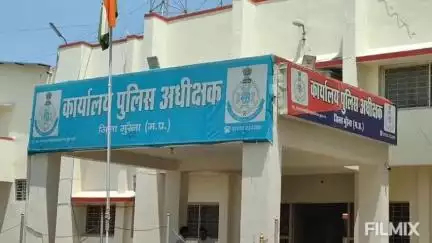 कार्यालय पुलिस अधीक्षक
जिला गुना (म.प्र.)
कार्यालय पुलिस अधीक्षक
जिला गुना (म.प्र.)
FILMIX